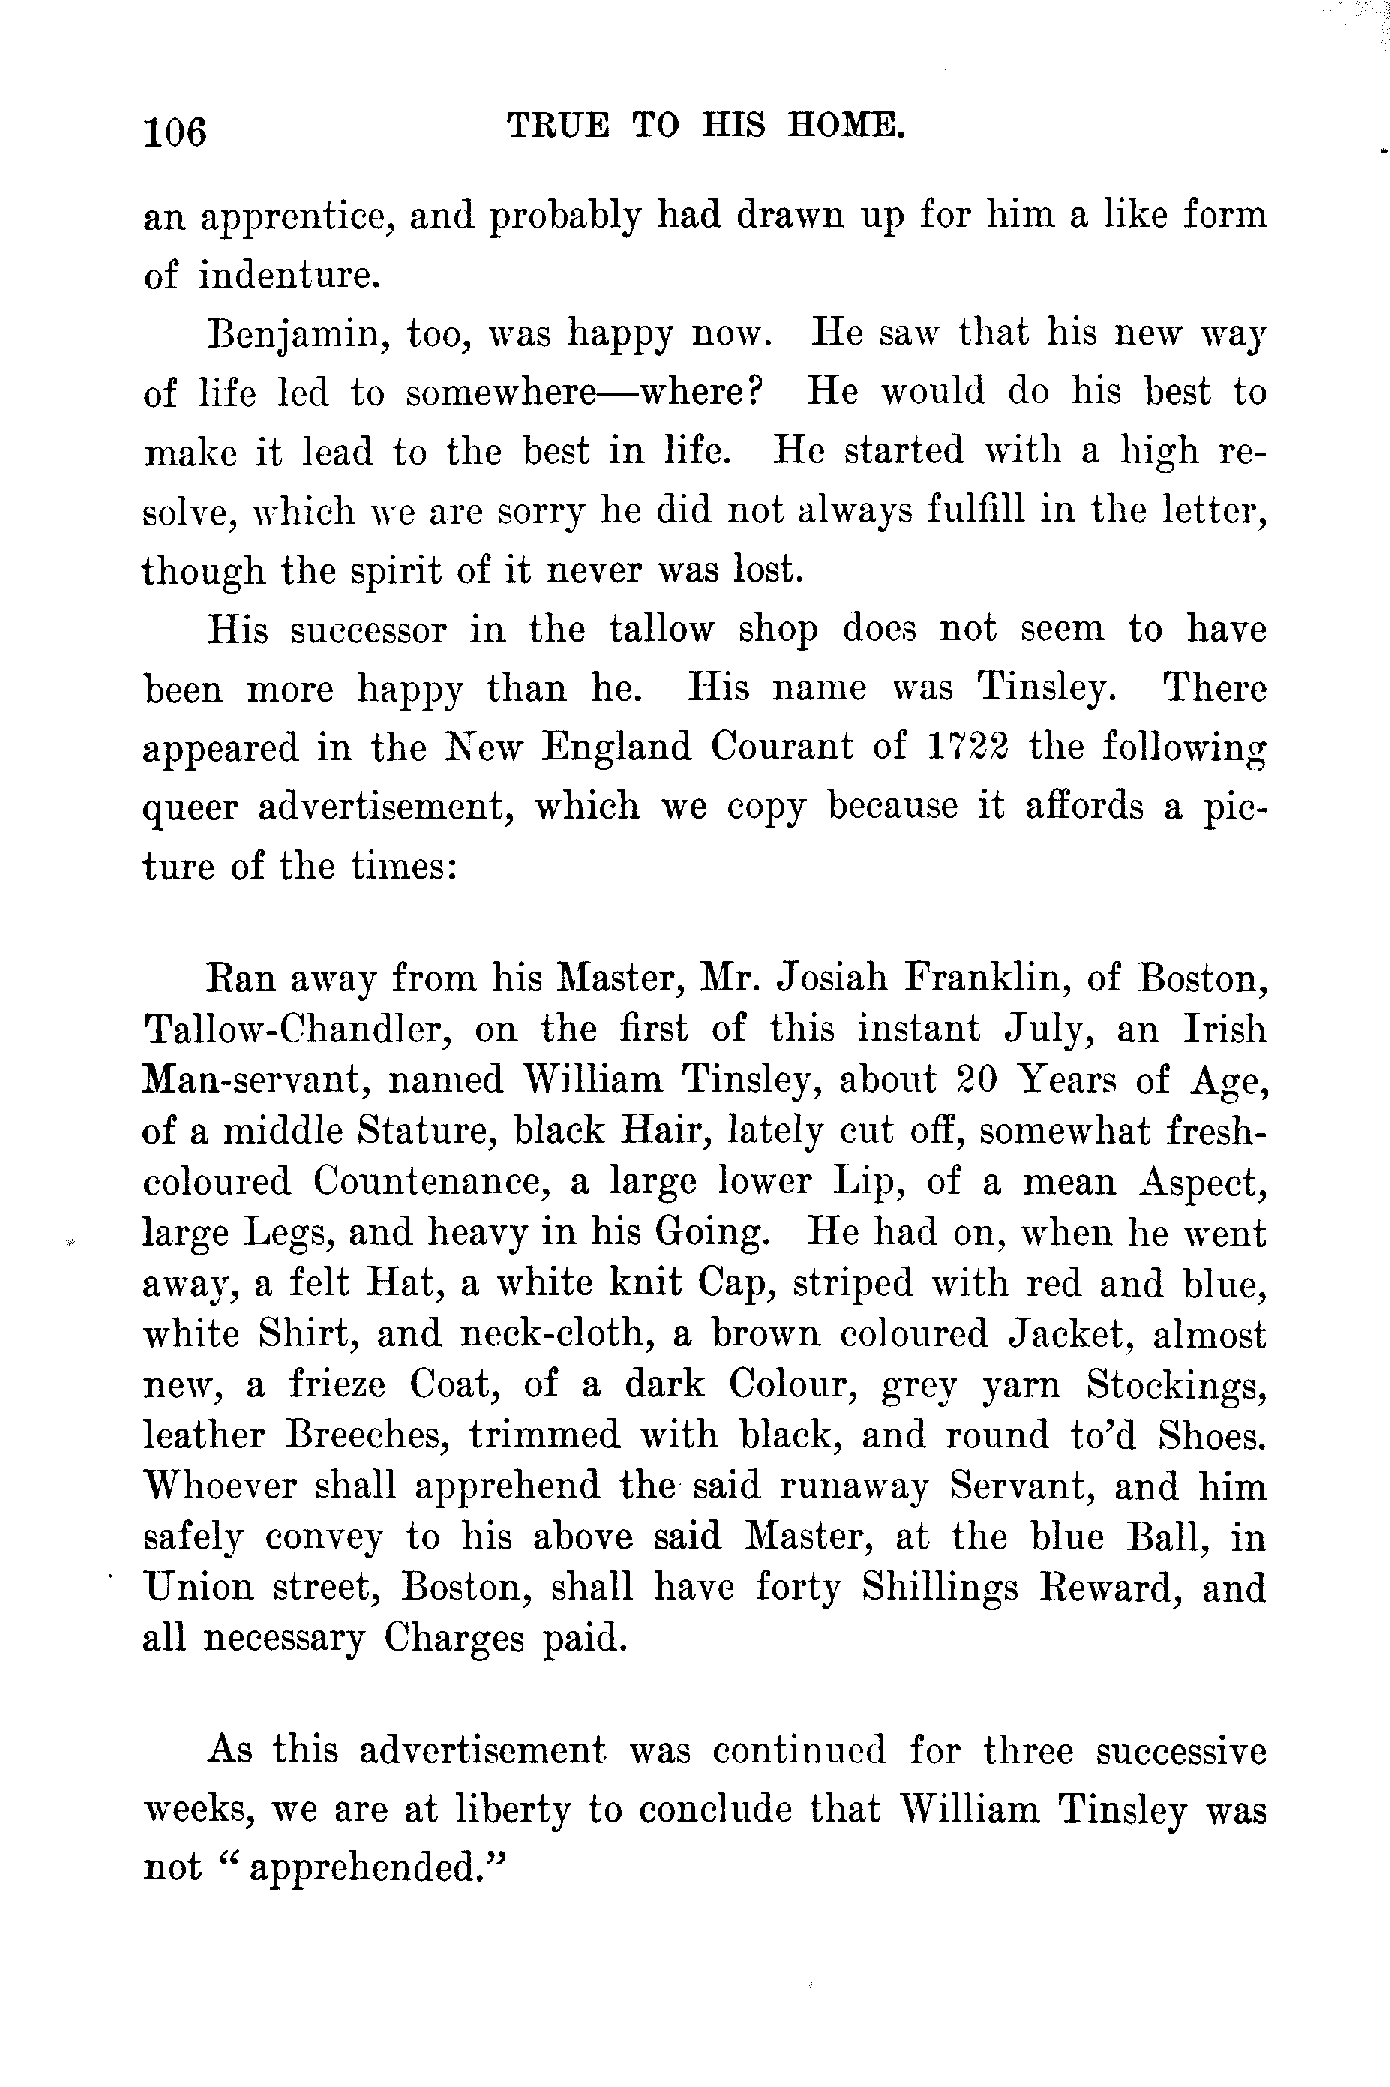 106 TRUE TO HIS HOME.
an apprentice, and probably had drawn up for him a like form
of indenture.
Benjamin, too, was happy now. He saw that his new way
of life led to somewhere—where? He would do his best to
make it lead to the best in life. He started with a high re-
solve, which we are sorry he did not always fulfill in the letter,
though the spirit of it never was lost.
His successor in the tallow shop does not seem to have
been more happy than he. His name was Tinsley. There
appeared in the New England Courant of 1722 the following
queer advertisement, which we copy because it affords a pic-
ture of the times:
Ran away from his Master, Mr. Josiah Franklin, of Boston,
Tallow-Chandler, on the first of this instant July, an Irish
Man-servant, named William Tinsley, about 20 Years of Age,
of a middle Stature, black Hair, lately cut off, somewhat fresh-
coloured Countenance, a large lower Lip, of a mean Aspect,
large Legs, and heavy in his Going. He had on, when he went
away, a felt Hat, a white knit Cap, striped with red and blue,
white Shirt, and neck-cloth, a brown coloured Jacket, almost
new, a frieze Coat, of a dark Colour, grey yarn Stockings,
leather Breeches, trimmed with black, and round to'd Shoes.
Whoever shall apprehend the said runaway Servant, and him
safely convey to his above said Master, at the blue Ball, in
Union street, Boston, shall have forty Shillings Reward, and
all necessary Charges paid.
As this advertisement was continued for three successive
weeks, we are at liberty to conclude that William Tinsley was
not "apprehended."